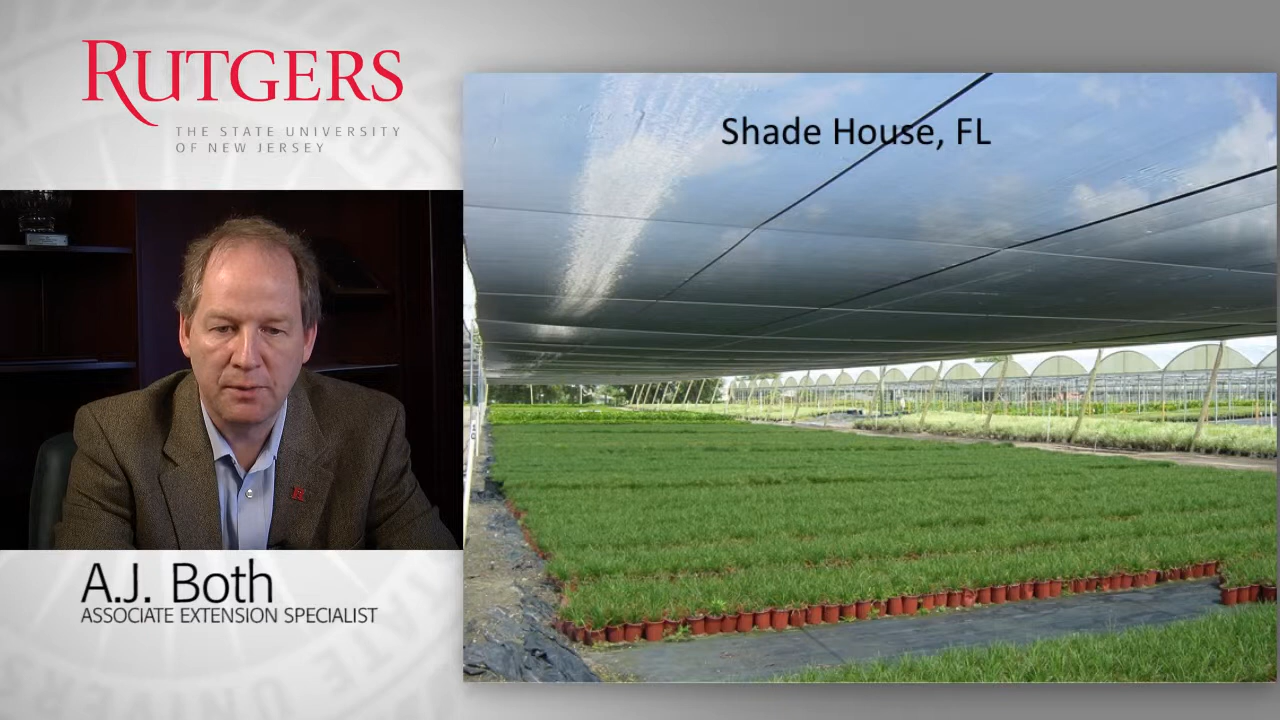 RUTGERS
THE STATE UNIVERSITY
OF NEW JERSEY
Shade House, FL
A.J. Both
ASSOCIATE EXTENSION SPECIALIST